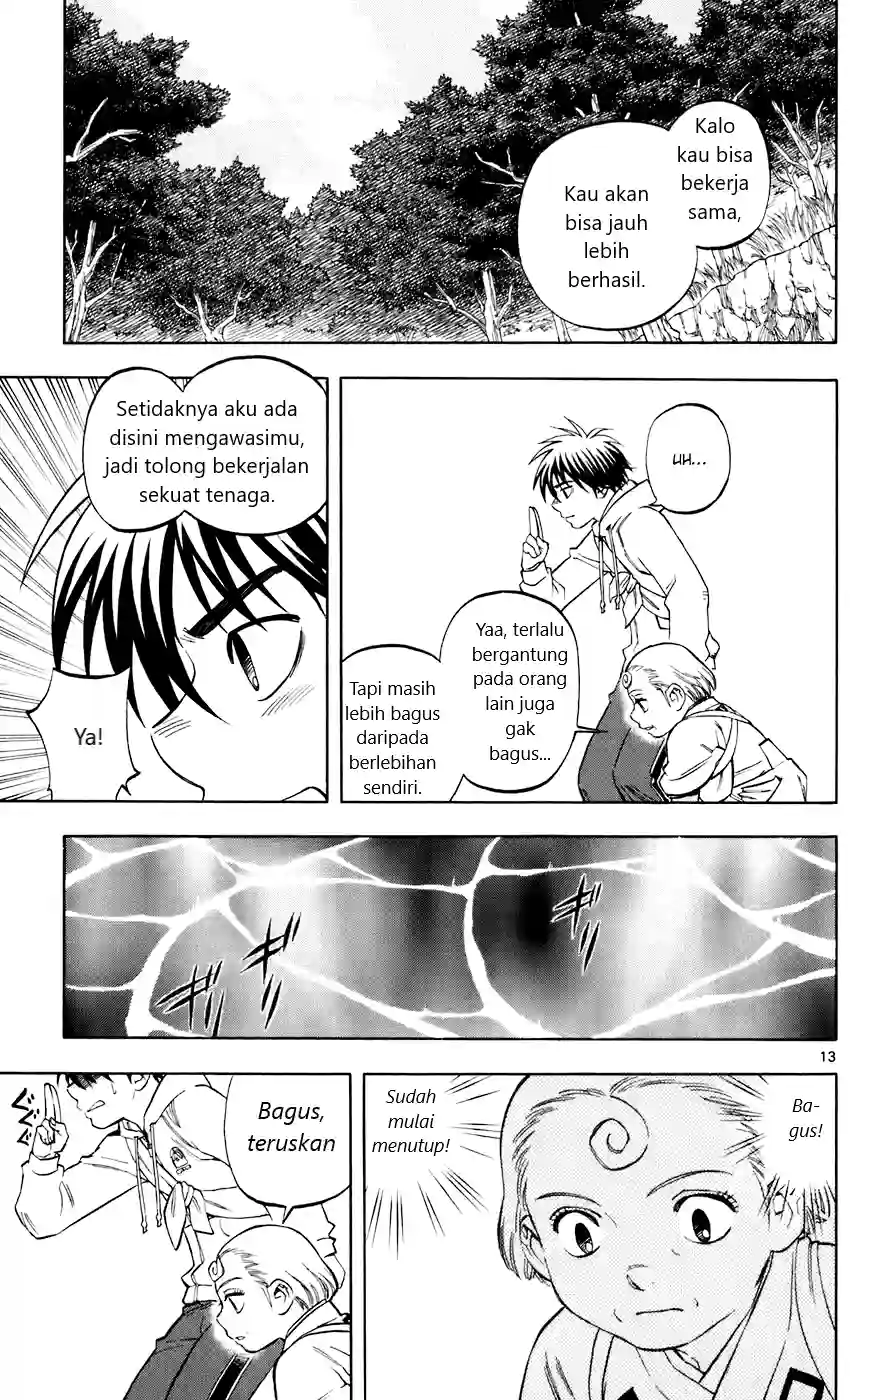 Kalo
kau bisa
bekerja
sama,
Kau akan
bisa jauh
lebih
berhasil.
UH...
Yaa, terlalu
bergantung
pada orang
lain juga
gak
bagus...
Tapi masih
lebih bagus
daripada
berlebihan
sendiri.
Setidaknya aku ada
disini mengawasimu,
jadi tolong bekerjalan
sekuat tenaga.
Ya!
13
Ba-
gus!
Sudah
mulai
menutup!
Bagus,
teruskan